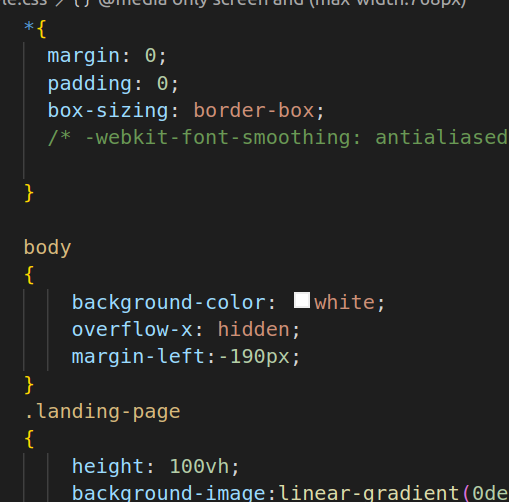 le.css > {} @media only screen and (max width:768px)
*{
margin: 0;
padding: 0;
box-sizing: border-box;
/* -webkit-font-smoothing: antialiased
}
body
{
background-color: white;
overflow-x: hidden;
margin-left:-190px;
}
.landing-page
{
height: 100vh;
background-image:linear-gradient(0de